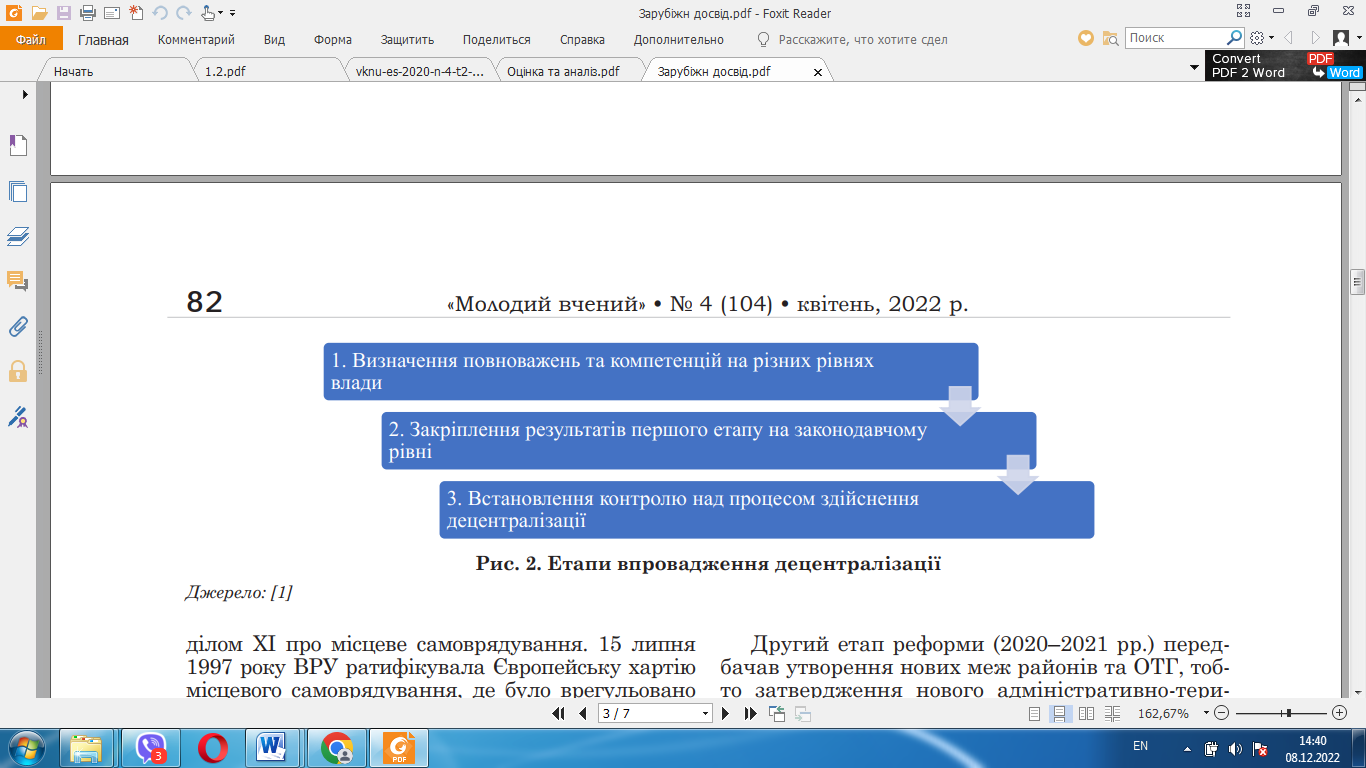 Зарубіжн досвід.pdf - Foxit Reader
Файл Главная Комментарий Вид Форма Защитить Поделиться Справка Дополнительно Расскажите, что хотите сдел Поиск
Начать 1.2.pdf vknu-es-2020-n-4-t2-... Оцінка та аналіз.pdf Зарубіжн досвід.pdf
Convert PDF
PDF 2 Word Word
82 «Молодий вчений» • № 4 (104) • квітень, 2022 р.
1. Визначення повноважень та компетенцій на різних рівнях
влади
2. Закріплення результатів першого етапу на законодавчому
рівні
3. Встановлення контролю над процесом здійснення
децентралізації
Рис. 2. Етапи впровадження децентралізації
Джерело: [1]
ділом XI про місцеве самоврядування. 15 липня
1997 року ВРУ ратифікувала Європейську хартію
місцевого самоврядування, де було врегульовано
Другий етап реформи (2020–2021 рр.) перед-
бачав утворення нових меж районів та ОТГ, тоб-
то затвердження нового адміністративно-тери-
3 / 7 162,67%
3
W
PDF
EN
14:40
08.12.2022